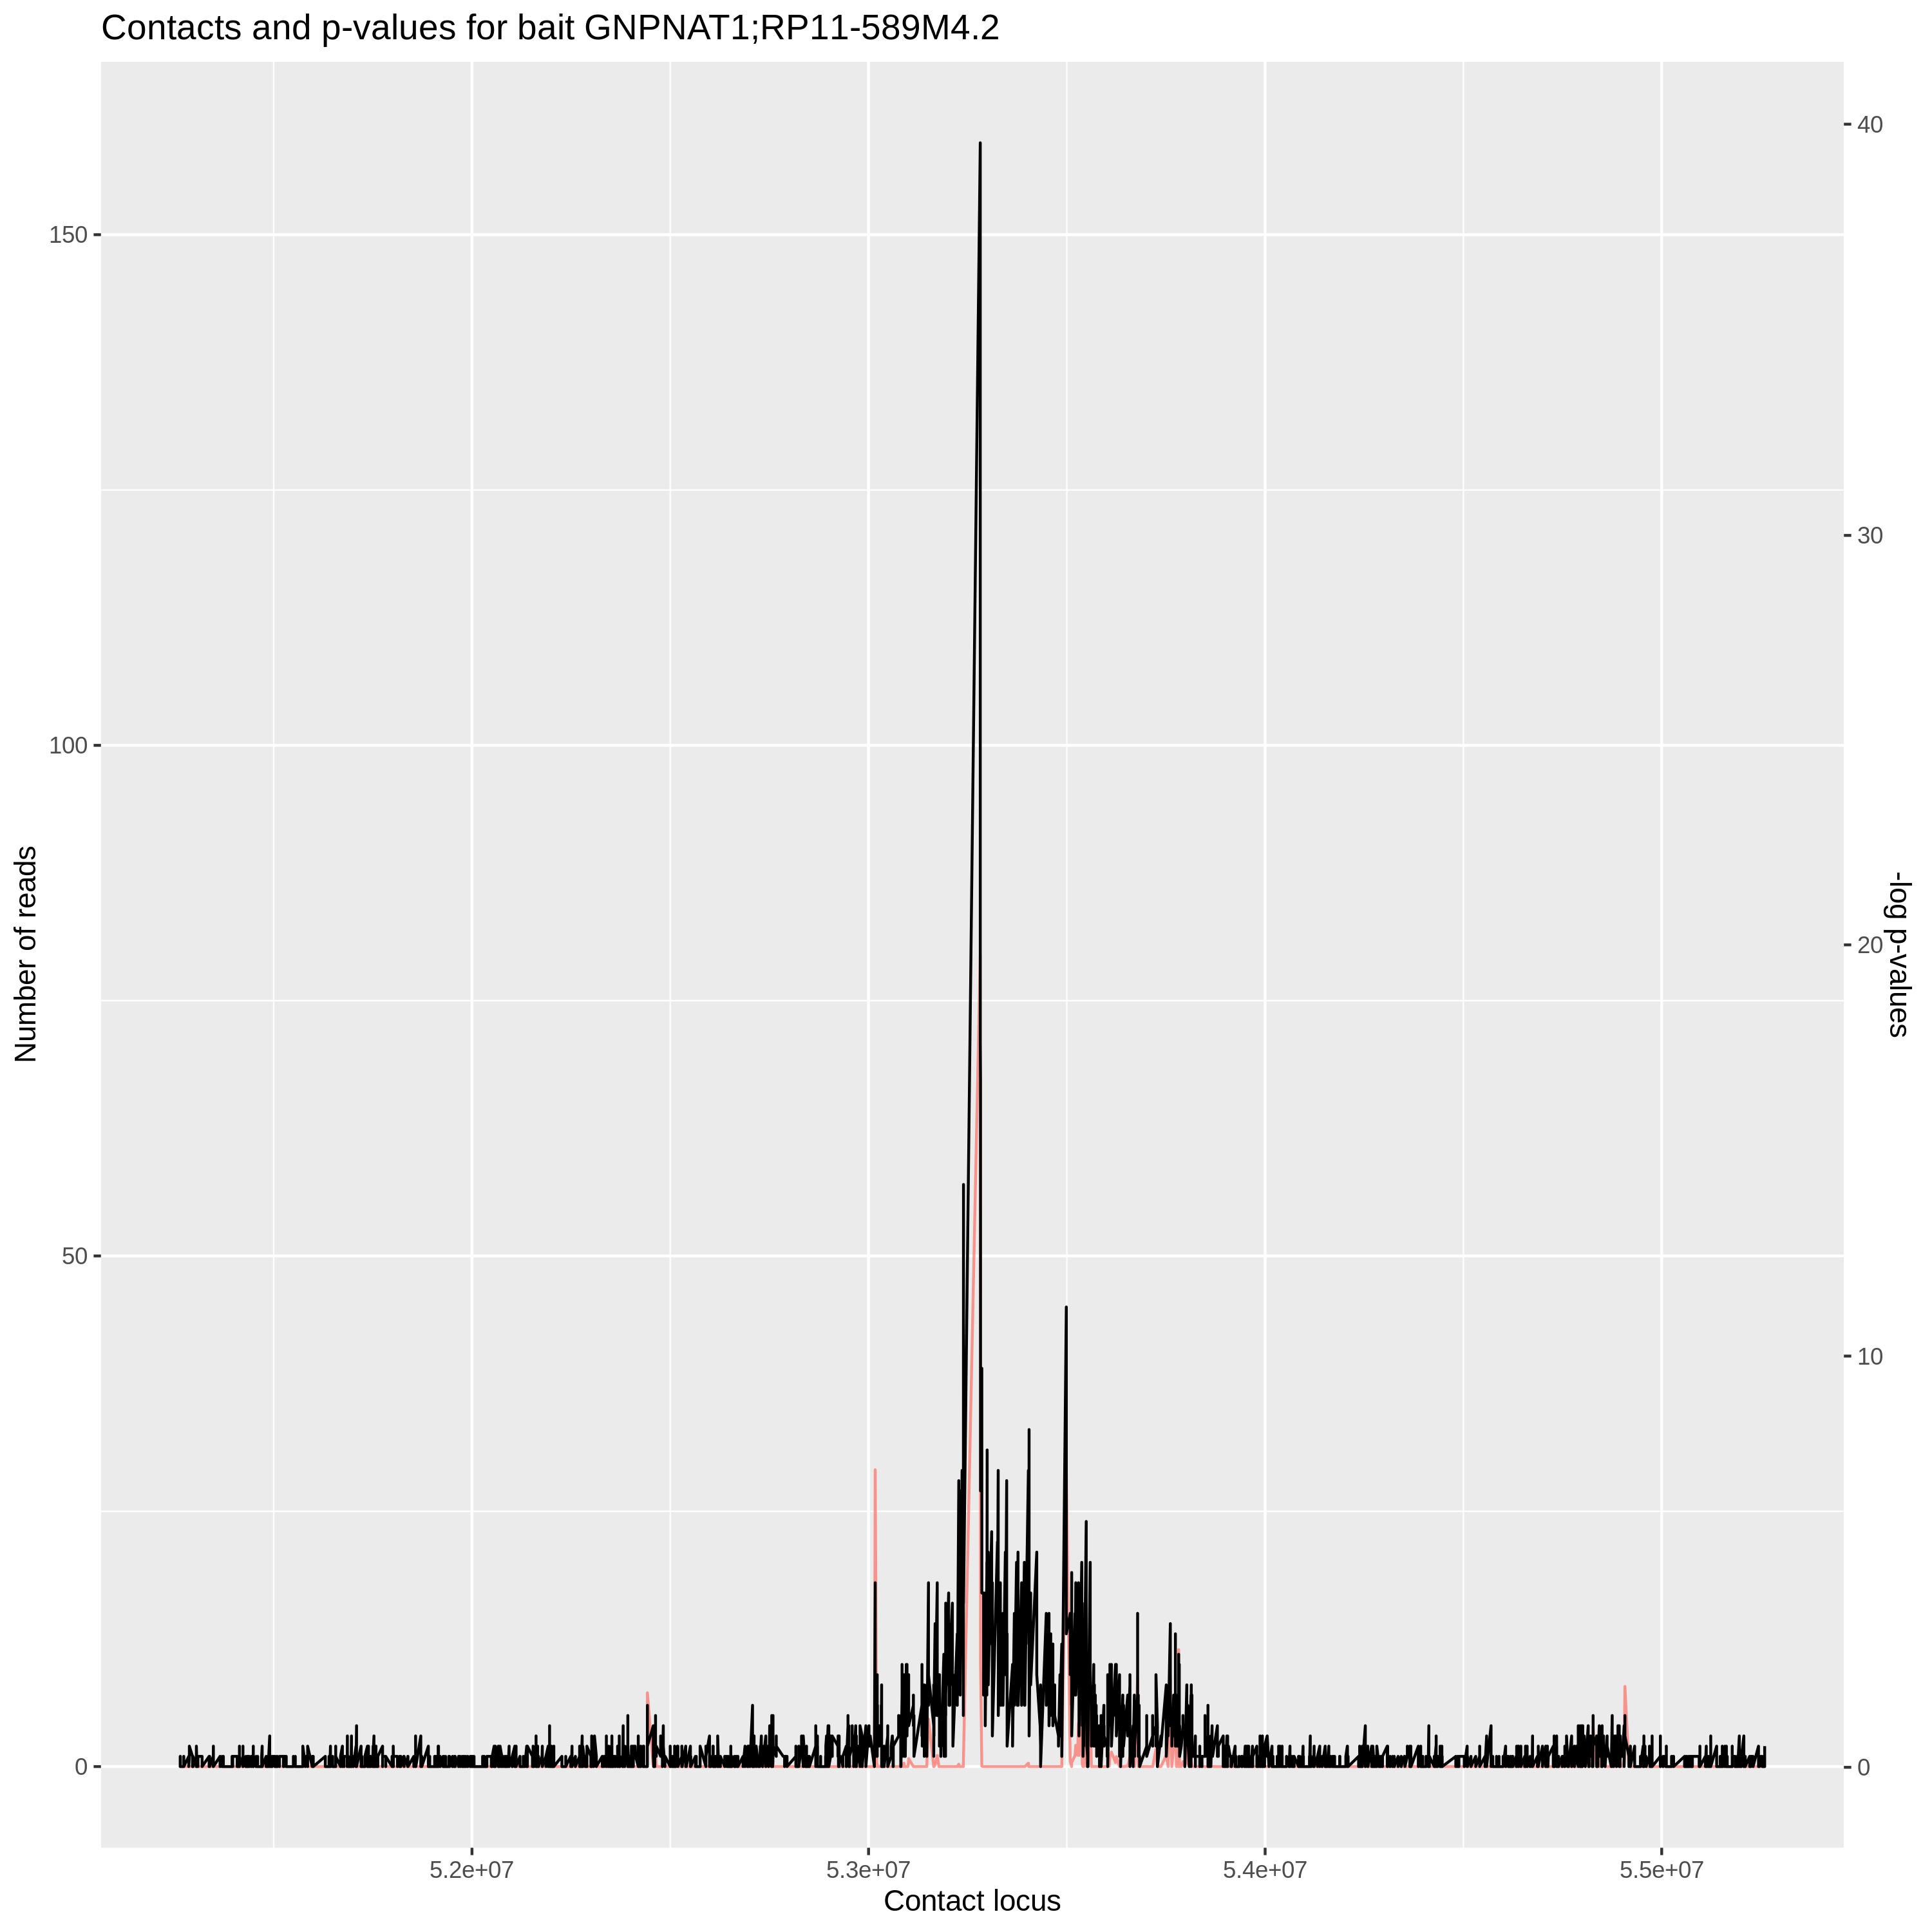 Contacts and p-values for bait GNPNAT1;RP11-589M4.2
150
100
50
0
Number of reads
40
30
20
10
0
-log p-values
5.2e+07
5.3e+07
5.4e+07
5.5e+07
Contact locus